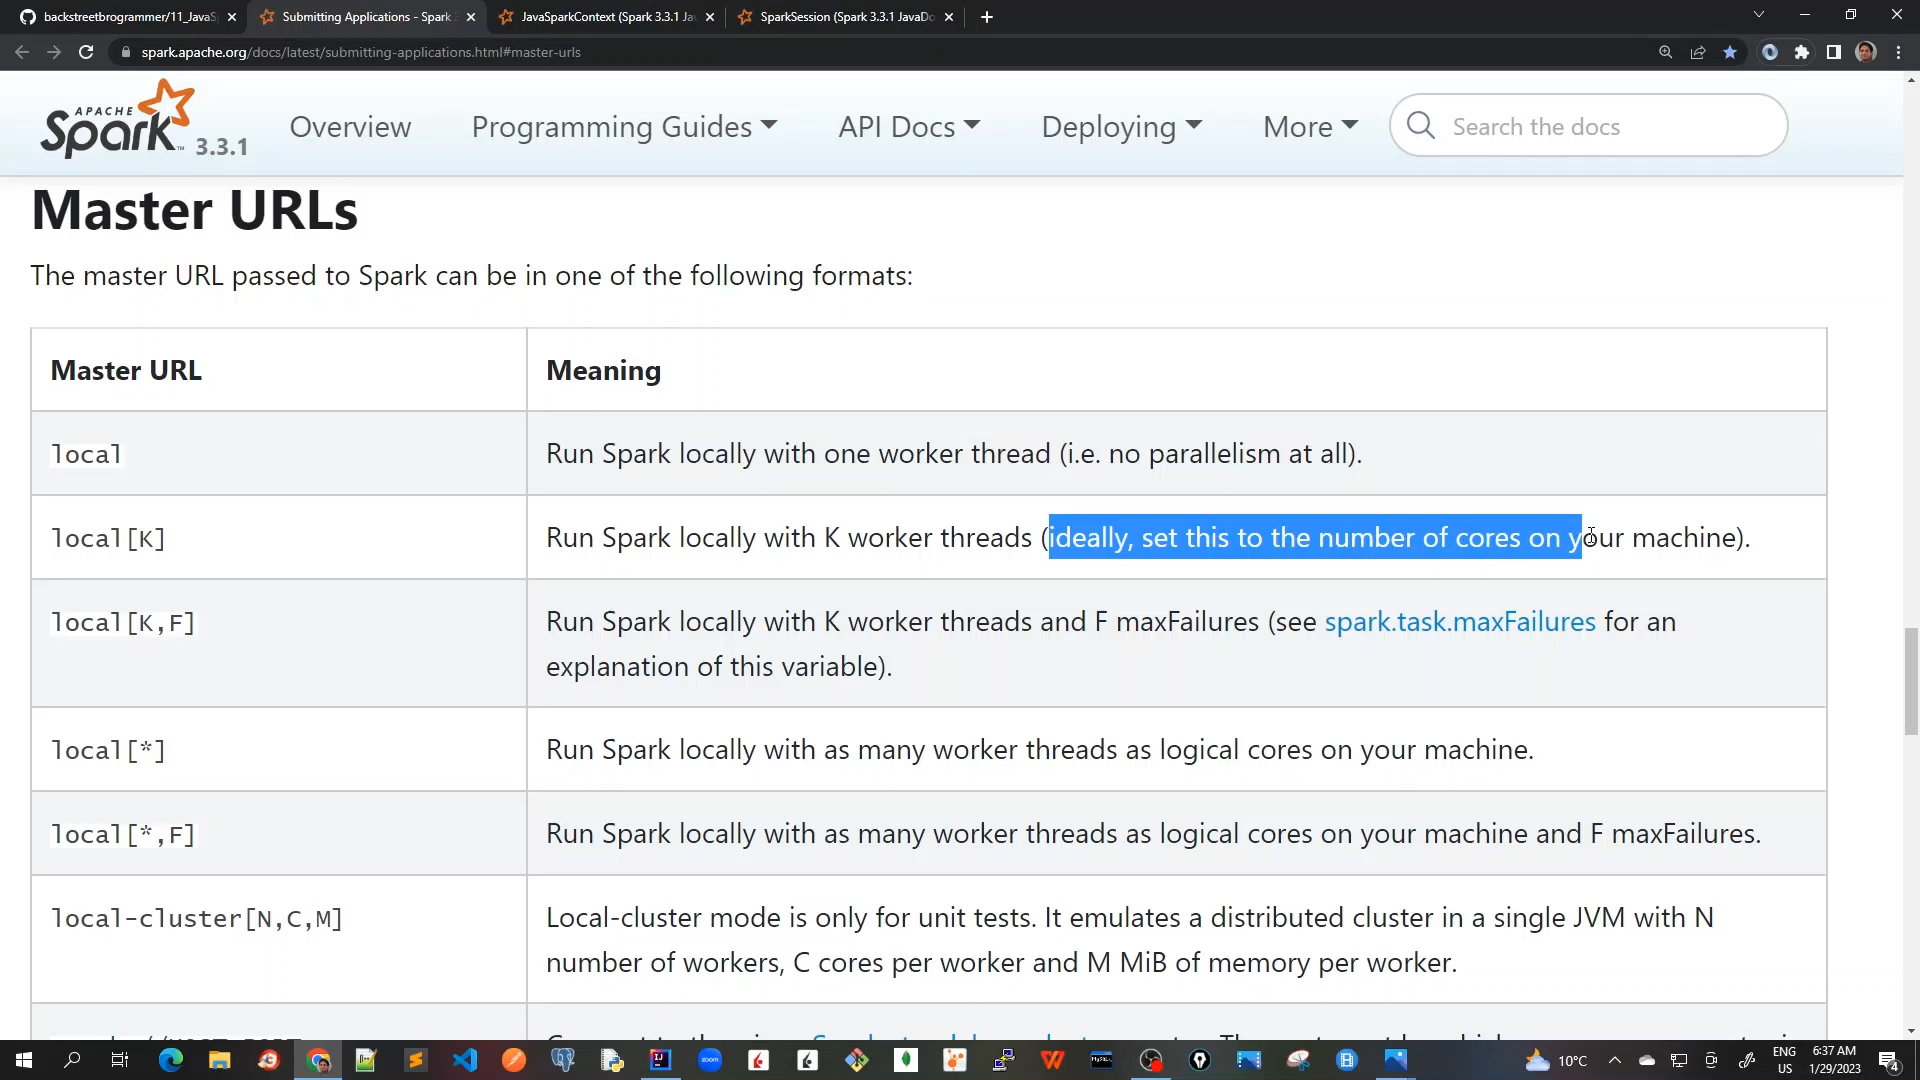 backstreetbrogrammer/11_JavaS
Submitting Applications - Spark
JavaSparkContext (Spark 3.3.1 Ja
SparkSession (Spark 3.3.1 JavaDo
spark.apache.org/docs/latest/submitting-applications.html#master-urls
APACHE
Spark
3.3.1
Overview
Programming Guides
API Docs
Deploying
More
Search the docs
Master URLs
The master URL passed to Spark can be in one of the following formats:
Master URL
Meaning
local
Run Spark locally with one worker thread (i.e. no parallelism at all).
local[K]
Run Spark locally with K worker threads (ideally, set this to the number of cores on your machine).
local[K,F]
Run Spark locally with K worker threads and F maxFailures (see spark.task.maxFailures for an
explanation of this variable).
local[*]
Run Spark locally with as many worker threads as logical cores on your machine.
local[*,F]
Run Spark locally with as many worker threads as logical cores on your machine and F maxFailures.
local-cluster[N,C,M]
Local-cluster mode is only for unit tests. It emulates a distributed cluster in a single JVM with N
number of workers, C cores per worker and M MiB of memory per worker.
zoom
10°C
ENG
US
6:37 AM
1/29/2023
4